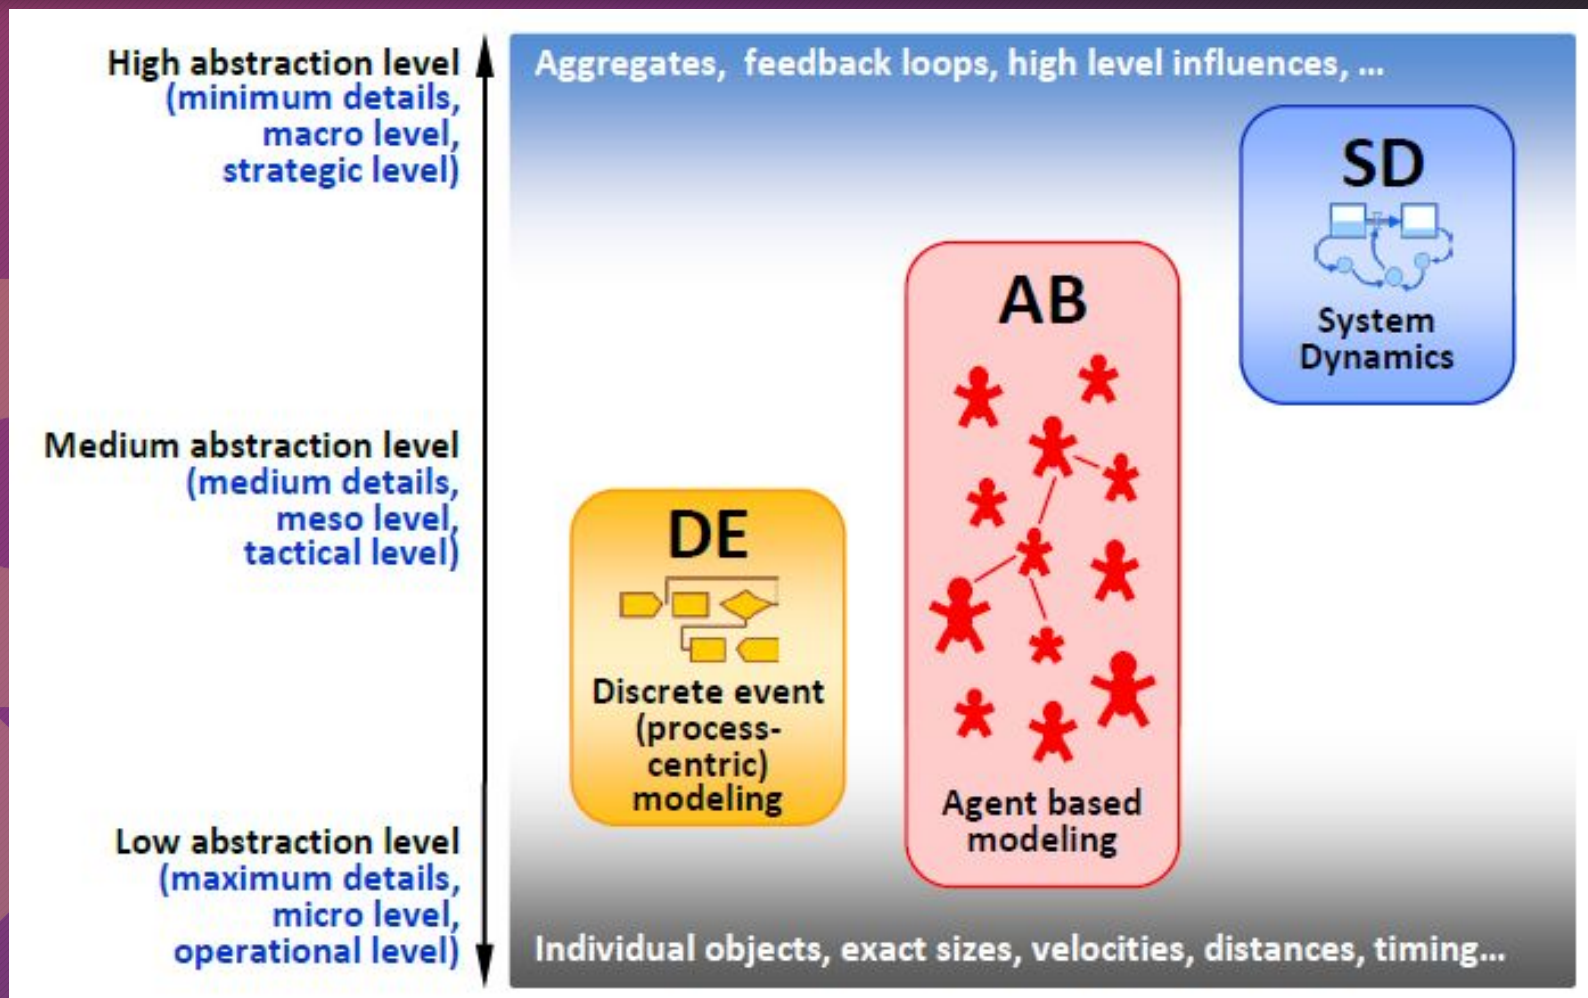 High abstraction level
(minimum details,
macro level,
strategic level)
Medium abstraction level
(medium details,
meso level,
tactical level)
Low abstraction level
(maximum details,
micro level,
operational level)
Aggregates, feedback loops, high level influences, ...
DE
Discrete event
(process-
centric)
modeling
AB
Agent based
modeling
SD
System
Dynamics
Individual objects, exact sizes, velocities, distances, timing...